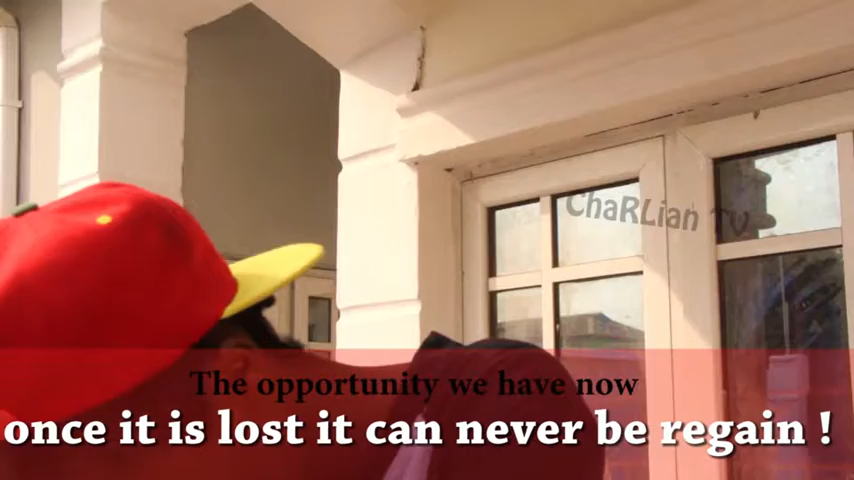 ChaRLian TV
The opportunity we have now
once it is lost it can never be regain !